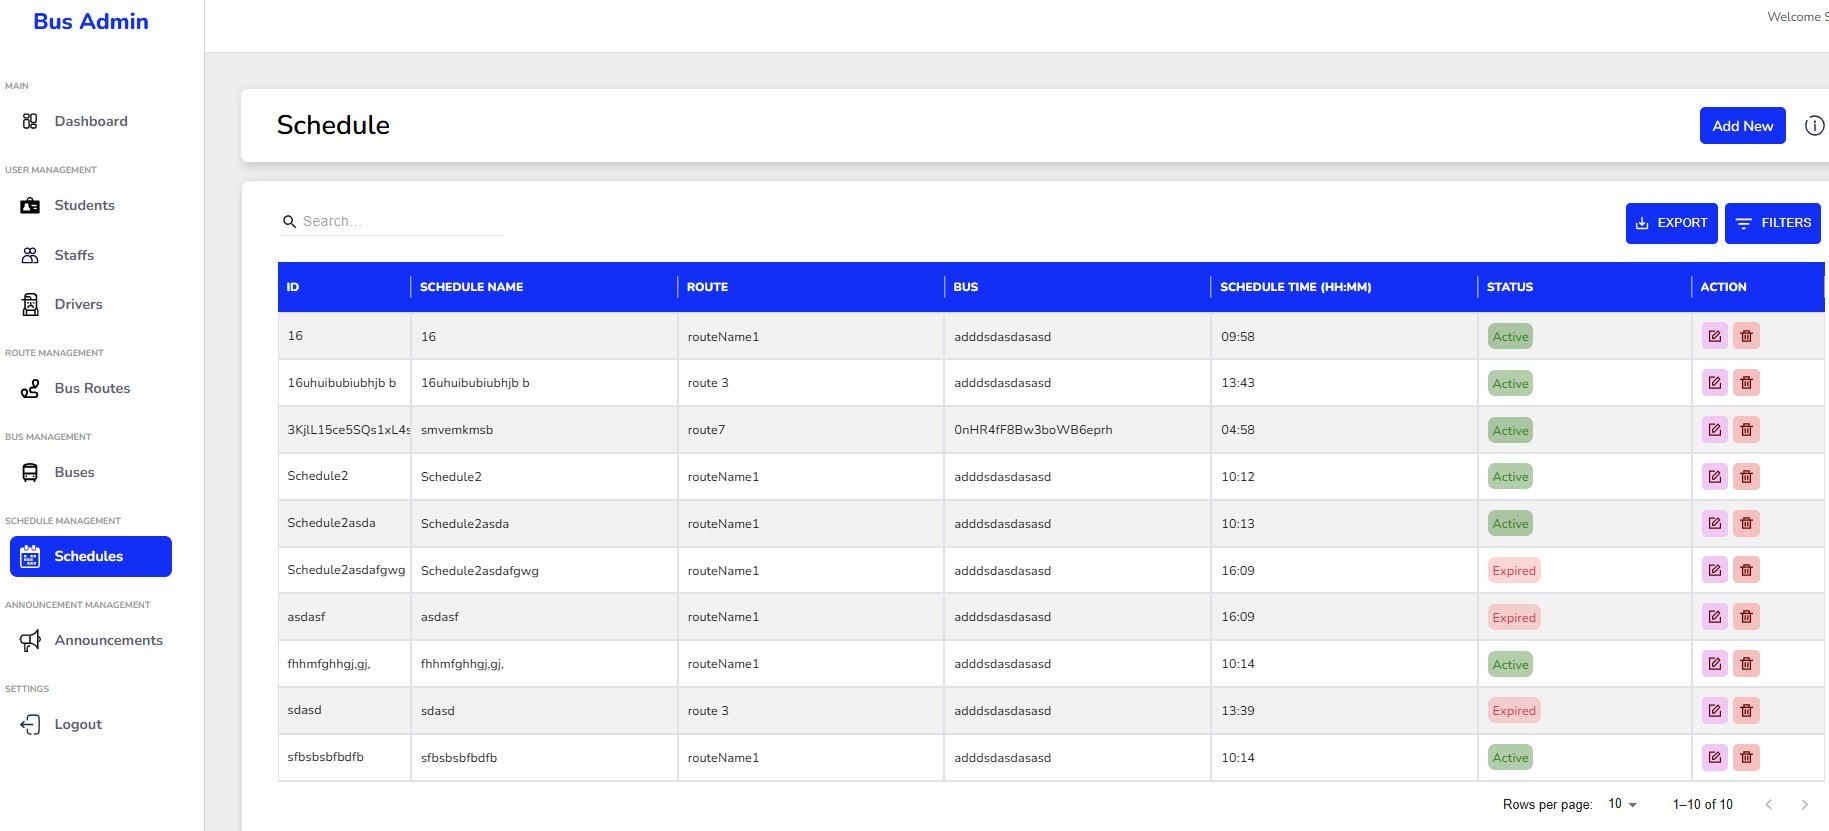 Bus Admin
Welcome S
MAIN
Dashboard
USER MANAGEMENT
Students
Staffs
Drivers
ROUTE MANAGEMENT
Bus Routes
BUS MANAGEMENT
Buses
SCHEDULE MANAGEMENT
Schedules
ANNOUNCEMENT MANAGEMENT
Announcements
SETTINGS
Logout
Schedule
Add New
Search...
EXPORT FILTERS
ID SCHEDULE NAME ROUTE BUS SCHEDULE TIME (HH:MM) STATUS ACTION
16 16 routeName1 adddsdasdasasd 09:58 Active
16uhuibubiubhjb b 16uhuibubiubhjb b route 3 adddsdasdasasd 13:43 Active
3KjlL15ce5SQs1xL4s smvemkmsb route7 0nHR4fF8Bw3boWB6eprh 04:58 Active
Schedule2 Schedule2 routeName1 adddsdasdasasd 10:12 Active
Schedule2asda Schedule2asda routeName1 adddsdasdasasd 10:13 Active
Schedule2asdafgwg Schedule2asdafgwg routeName1 adddsdasdasasd 16:09 Expired
asdasf asdasf routeName1 adddsdasdasasd 16:09 Expired
fhhmfghhgj,gj, fhhmfghhgj,gj, routeName1 adddsdasdasasd 10:14 Active
sdasd sdasd route 3 adddsdasdasasd 13:39 Expired
sfbsbsbfbdfb sfbsbsbfbdfb routeName1 adddsdasdasasd 10:14 Active
Rows per page: 10 1–10 of 10